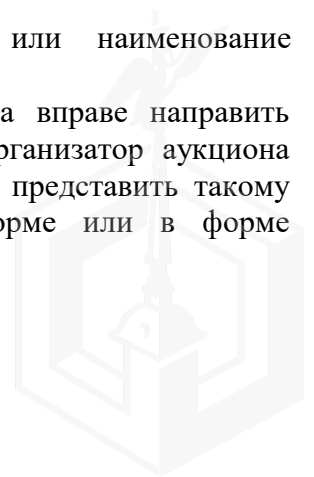 или наименование
а вправе направить
рганизатор аукциона
представить такому
орме или в форме